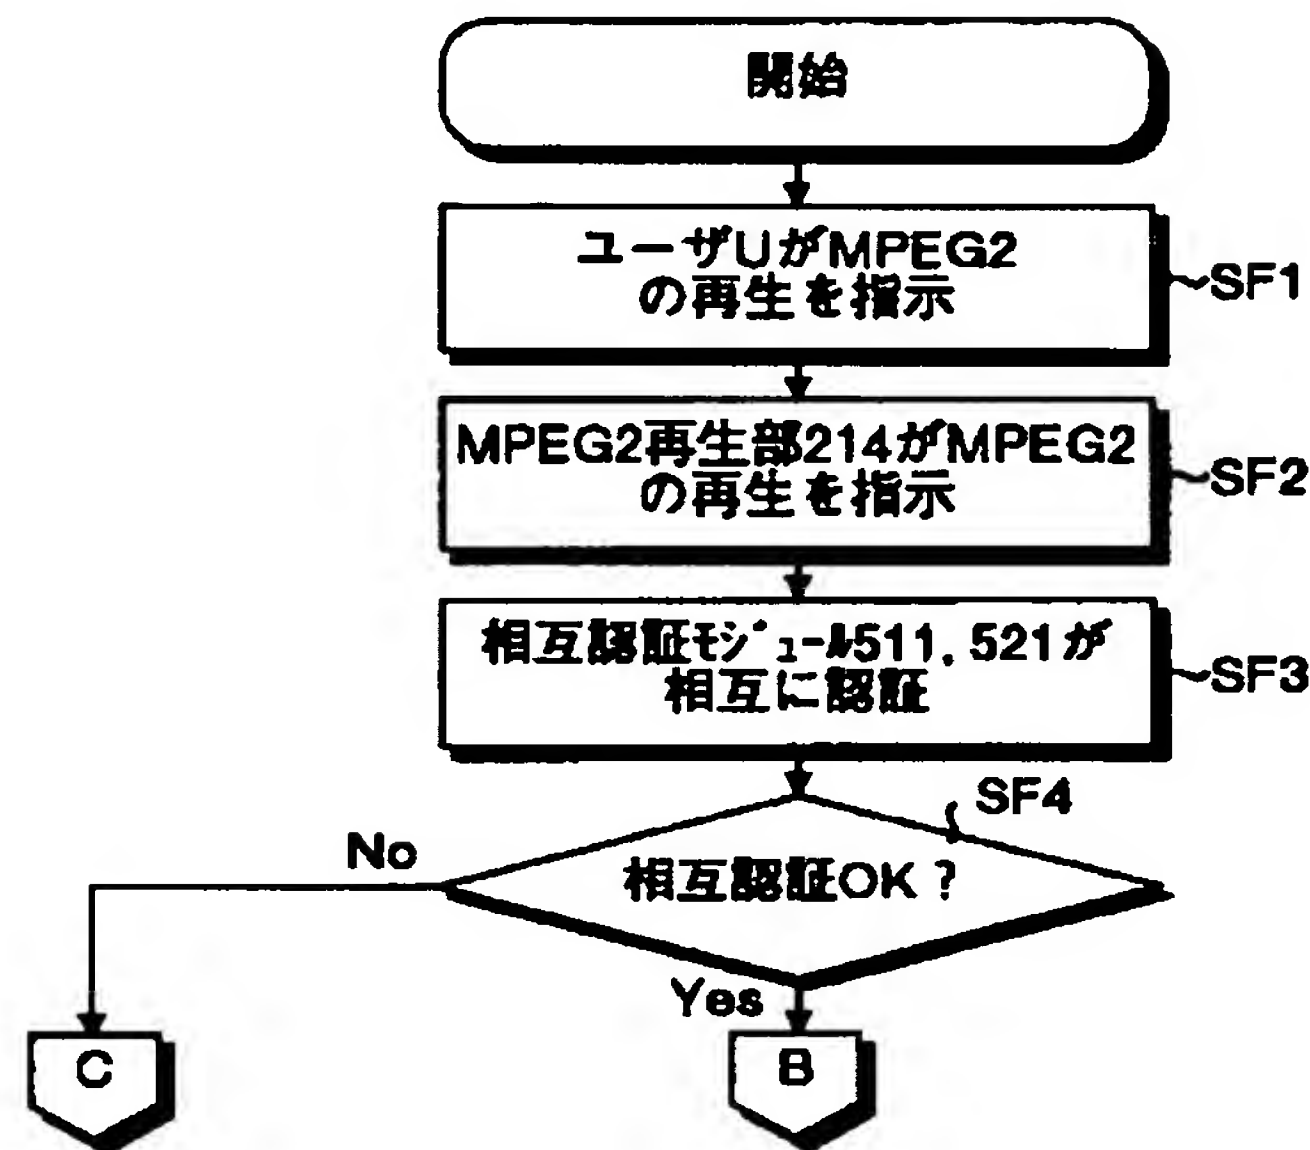 開始
ユーザUがMPEG2
の再生を指示
SF1
MPEG2再生部214がMPEG2
の再生を指示
SF2
相互認証ﾓｼﾞｭｰﾙ511, 521が
相互に認証
SF3
SF4
No
相互認証OK？
Yes
C
B